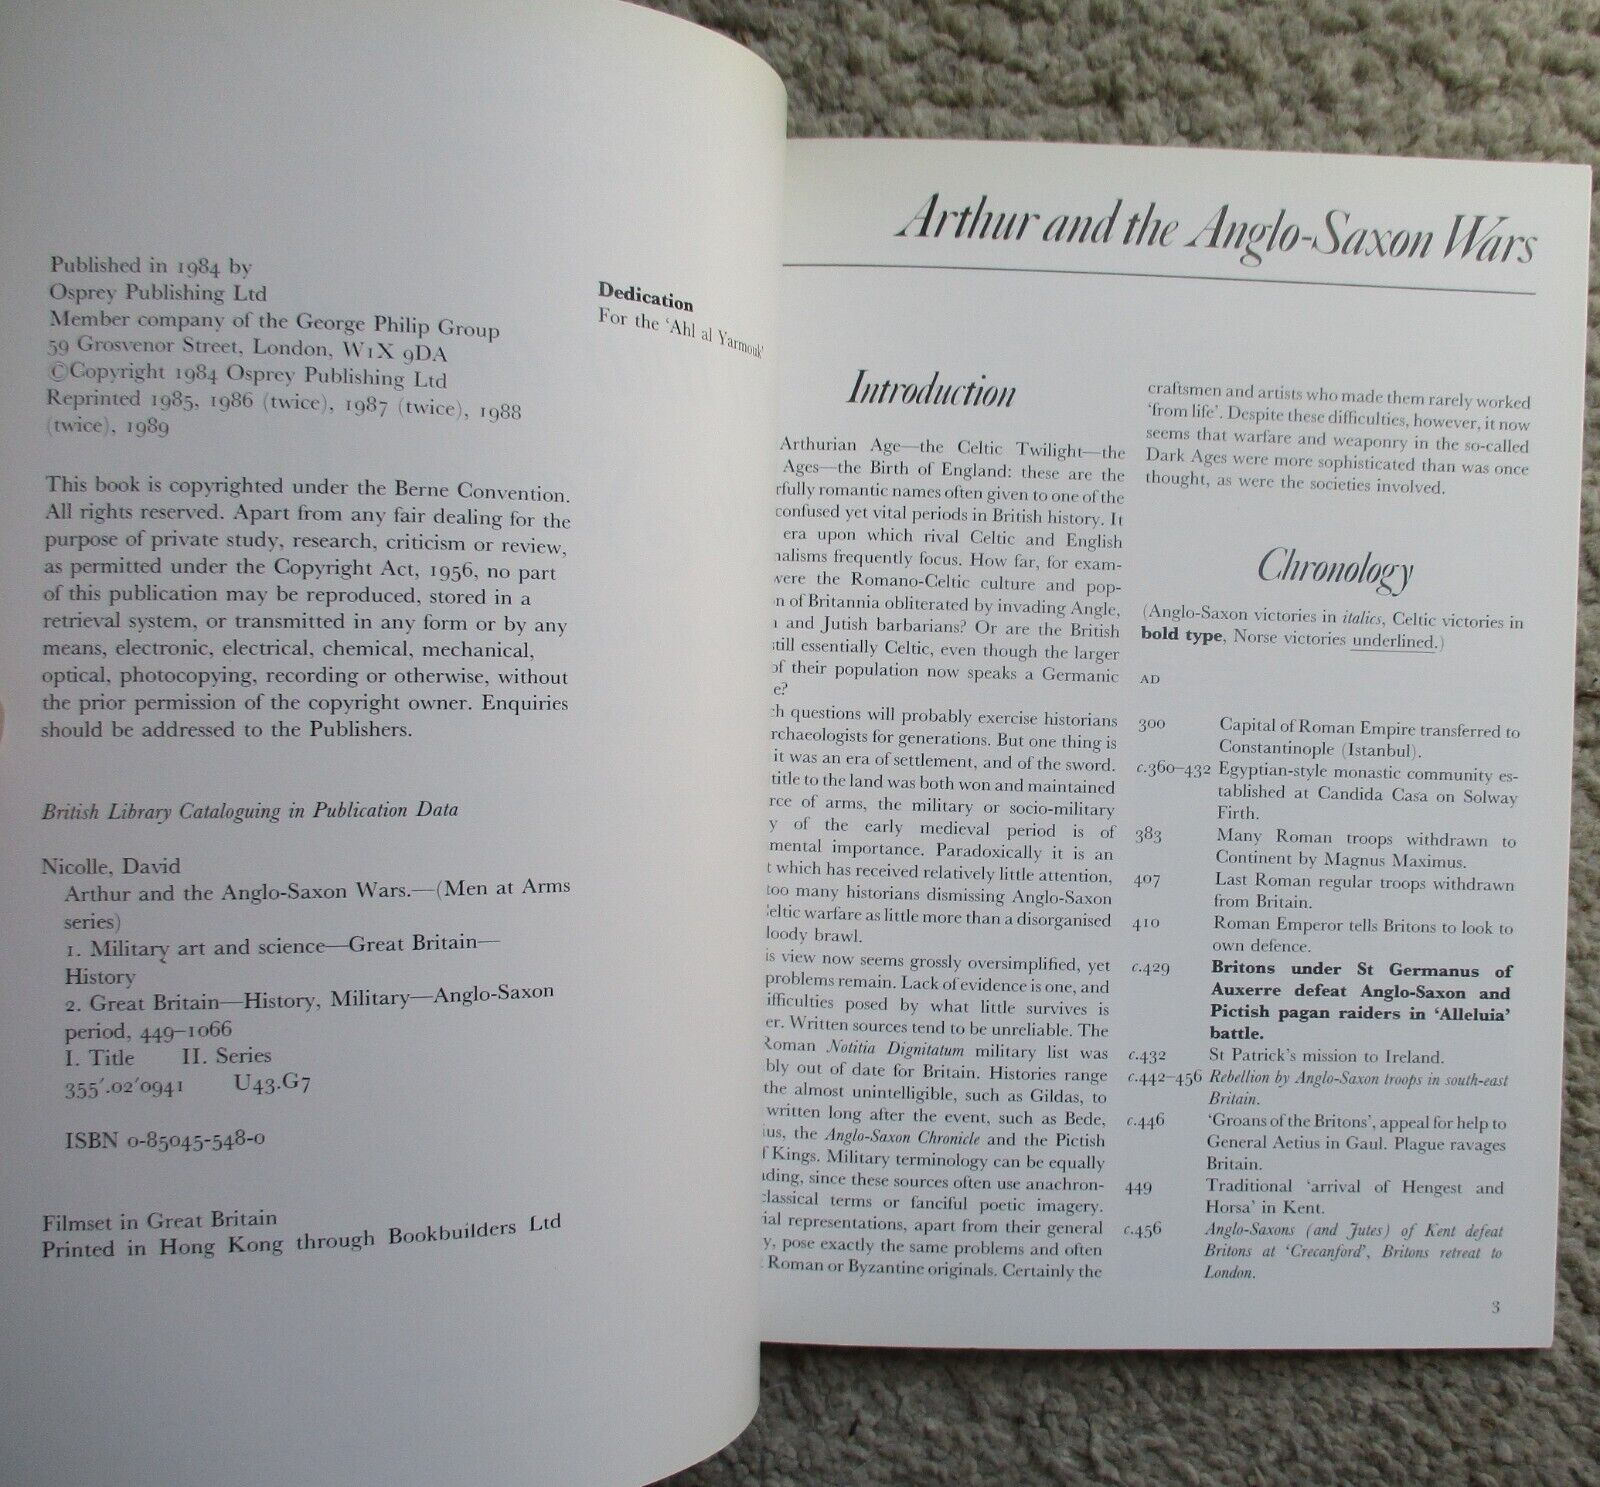 Published in 1984 by
Osprey Publishing Ltd
Member company of the George Philip Group
59 Grosvenor Street, London, W1X 9DA
©Copyright 1984 Osprey Publishing Ltd
Reprinted 1985, 1986 (twice), 1987 (twice), 1988
(twice), 1989
This book is copyrighted under the Berne Convention.
All rights reserved. Apart from any fair dealing for the
purpose of private study, research, criticism or review,
as permitted under the Copyright Act, 1956, no part
of this publication may be reproduced, stored in a
retrieval system, or transmitted in any form or by any
means, electronic, electrical, chemical, mechanical,
optical, photocopying, recording or otherwise, without
the prior permission of the copyright owner. Enquiries
should be addressed to the Publishers.
British Library Cataloguing in Publication Data
Nicolle, David
Arthur and the Anglo-Saxon Wars.—(Men at Arms
series)
1. Military art and science—Great Britain—
History
2. Great Britain—History, Military—Anglo-Saxon
period, 449–1066
I. Title II. Series
355'.02'0941 U43.G7
ISBN 0-85045-548-0
Filmset in Great Britain
Printed in Hong Kong through Bookbuilders Ltd
Dedication
For the 'Ahl al Yarmouk'
Arthur and the Anglo-Saxon Wars
Introduction
Arthurian Age—the Celtic Twilight—the
Ages—the Birth of England: these are the
rfully romantic names often given to one of the
confused yet vital periods in British history. It
era upon which rival Celtic and English
nalisms frequently focus. How far, for exam-
were the Romano-Celtic culture and pop-
n of Britannia obliterated by invading Angle,
and Jutish barbarians? Or are the British
still essentially Celtic, even though the larger
of their population now speaks a Germanic
e?
ch questions will probably exercise historians
rchaeologists for generations. But one thing is
it was an era of settlement, and of the sword.
title to the land was both won and maintained
rce of arms, the military or socio-military
y of the early medieval period is of
mental importance. Paradoxically it is an
t which has received relatively little attention,
too many historians dismissing Anglo-Saxon
eltic warfare as little more than a disorganised
loody brawl.
is view now seems grossly oversimplified, yet
problems remain. Lack of evidence is one, and
ifficulties posed by what little survives is
er. Written sources tend to be unreliable. The
Roman Notitia Dignitatum military list was
bly out of date for Britain. Histories range
the almost unintelligible, such as Gildas, to
written long after the event, such as Bede,
ius, the Anglo-Saxon Chronicle and the Pictish
f Kings. Military terminology can be equally
ading, since these sources often use anachron-
classical terms or fanciful poetic imagery.
ial representations, apart from their general
y, pose exactly the same problems and often
t Roman or Byzantine originals. Certainly the
craftsmen and artists who made them rarely worked
'from life'. Despite these difficulties, however, it now
seems that warfare and weaponry in the so-called
Dark Ages were more sophisticated than was once
thought, as were the societies involved.
Chronology
(Anglo-Saxon victories in italics, Celtic victories in
bold type, Norse victories underlined.)
AD
300 Capital of Roman Empire transferred to
Constantinople (Istanbul).
c.360–432 Egyptian-style monastic community es-
tablished at Candida Casa on Solway
Firth.
383 Many Roman troops withdrawn to
Continent by Magnus Maximus.
407 Last Roman regular troops withdrawn
from Britain.
410 Roman Emperor tells Britons to look to
own defence.
c.429 Britons under St Germanus of
Auxerre defeat Anglo-Saxon and
Pictish pagan raiders in 'Alleluia'
battle.
c.432 St Patrick's mission to Ireland.
c.442–456 Rebellion by Anglo-Saxon troops in south-east
Britain.
c.446 'Groans of the Britons', appeal for help to
General Aetius in Gaul. Plague ravages
Britain.
449 Traditional 'arrival of Hengest and
Horsa' in Kent.
c.456 Anglo-Saxons (and Jutes) of Kent defeat
Britons at 'Crecanford', Britons retreat to
London.
3